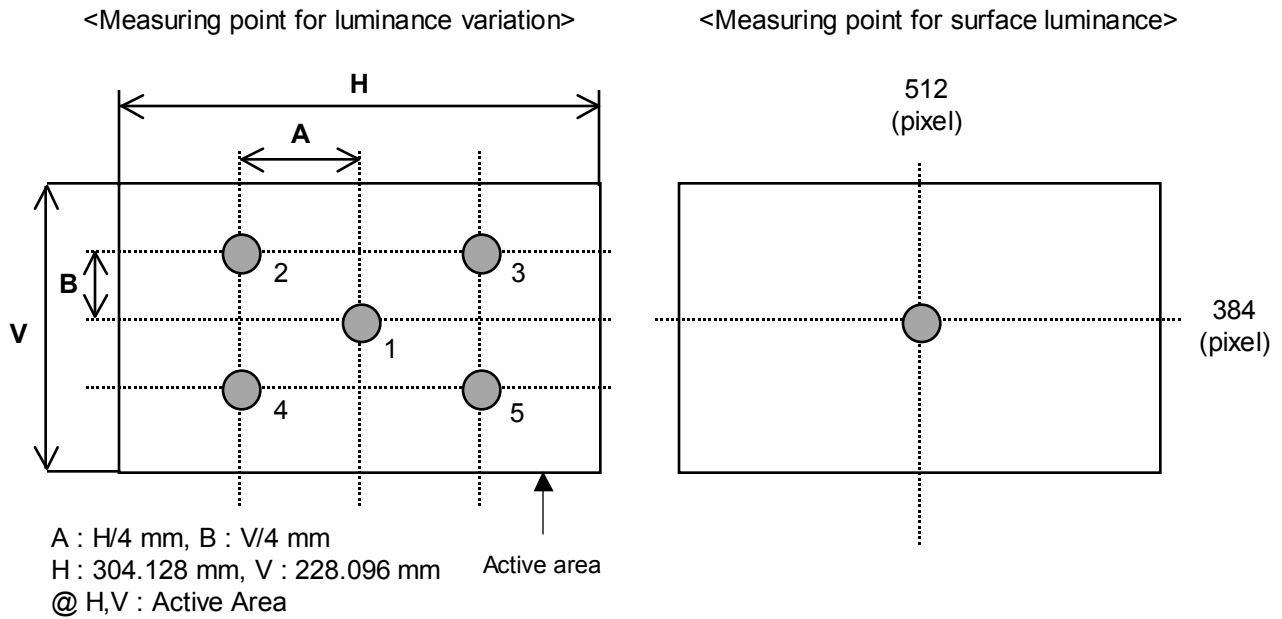 <Measuring point for luminance variation>
<Measuring point for surface luminance>
H
A
B
V
2
3
1
4
5
A : H/4 mm, B : V/4 mm
H : 304.128 mm, V : 228.096 mm
@ H,V : Active Area
Active area
512
(pixel)
384
(pixel)